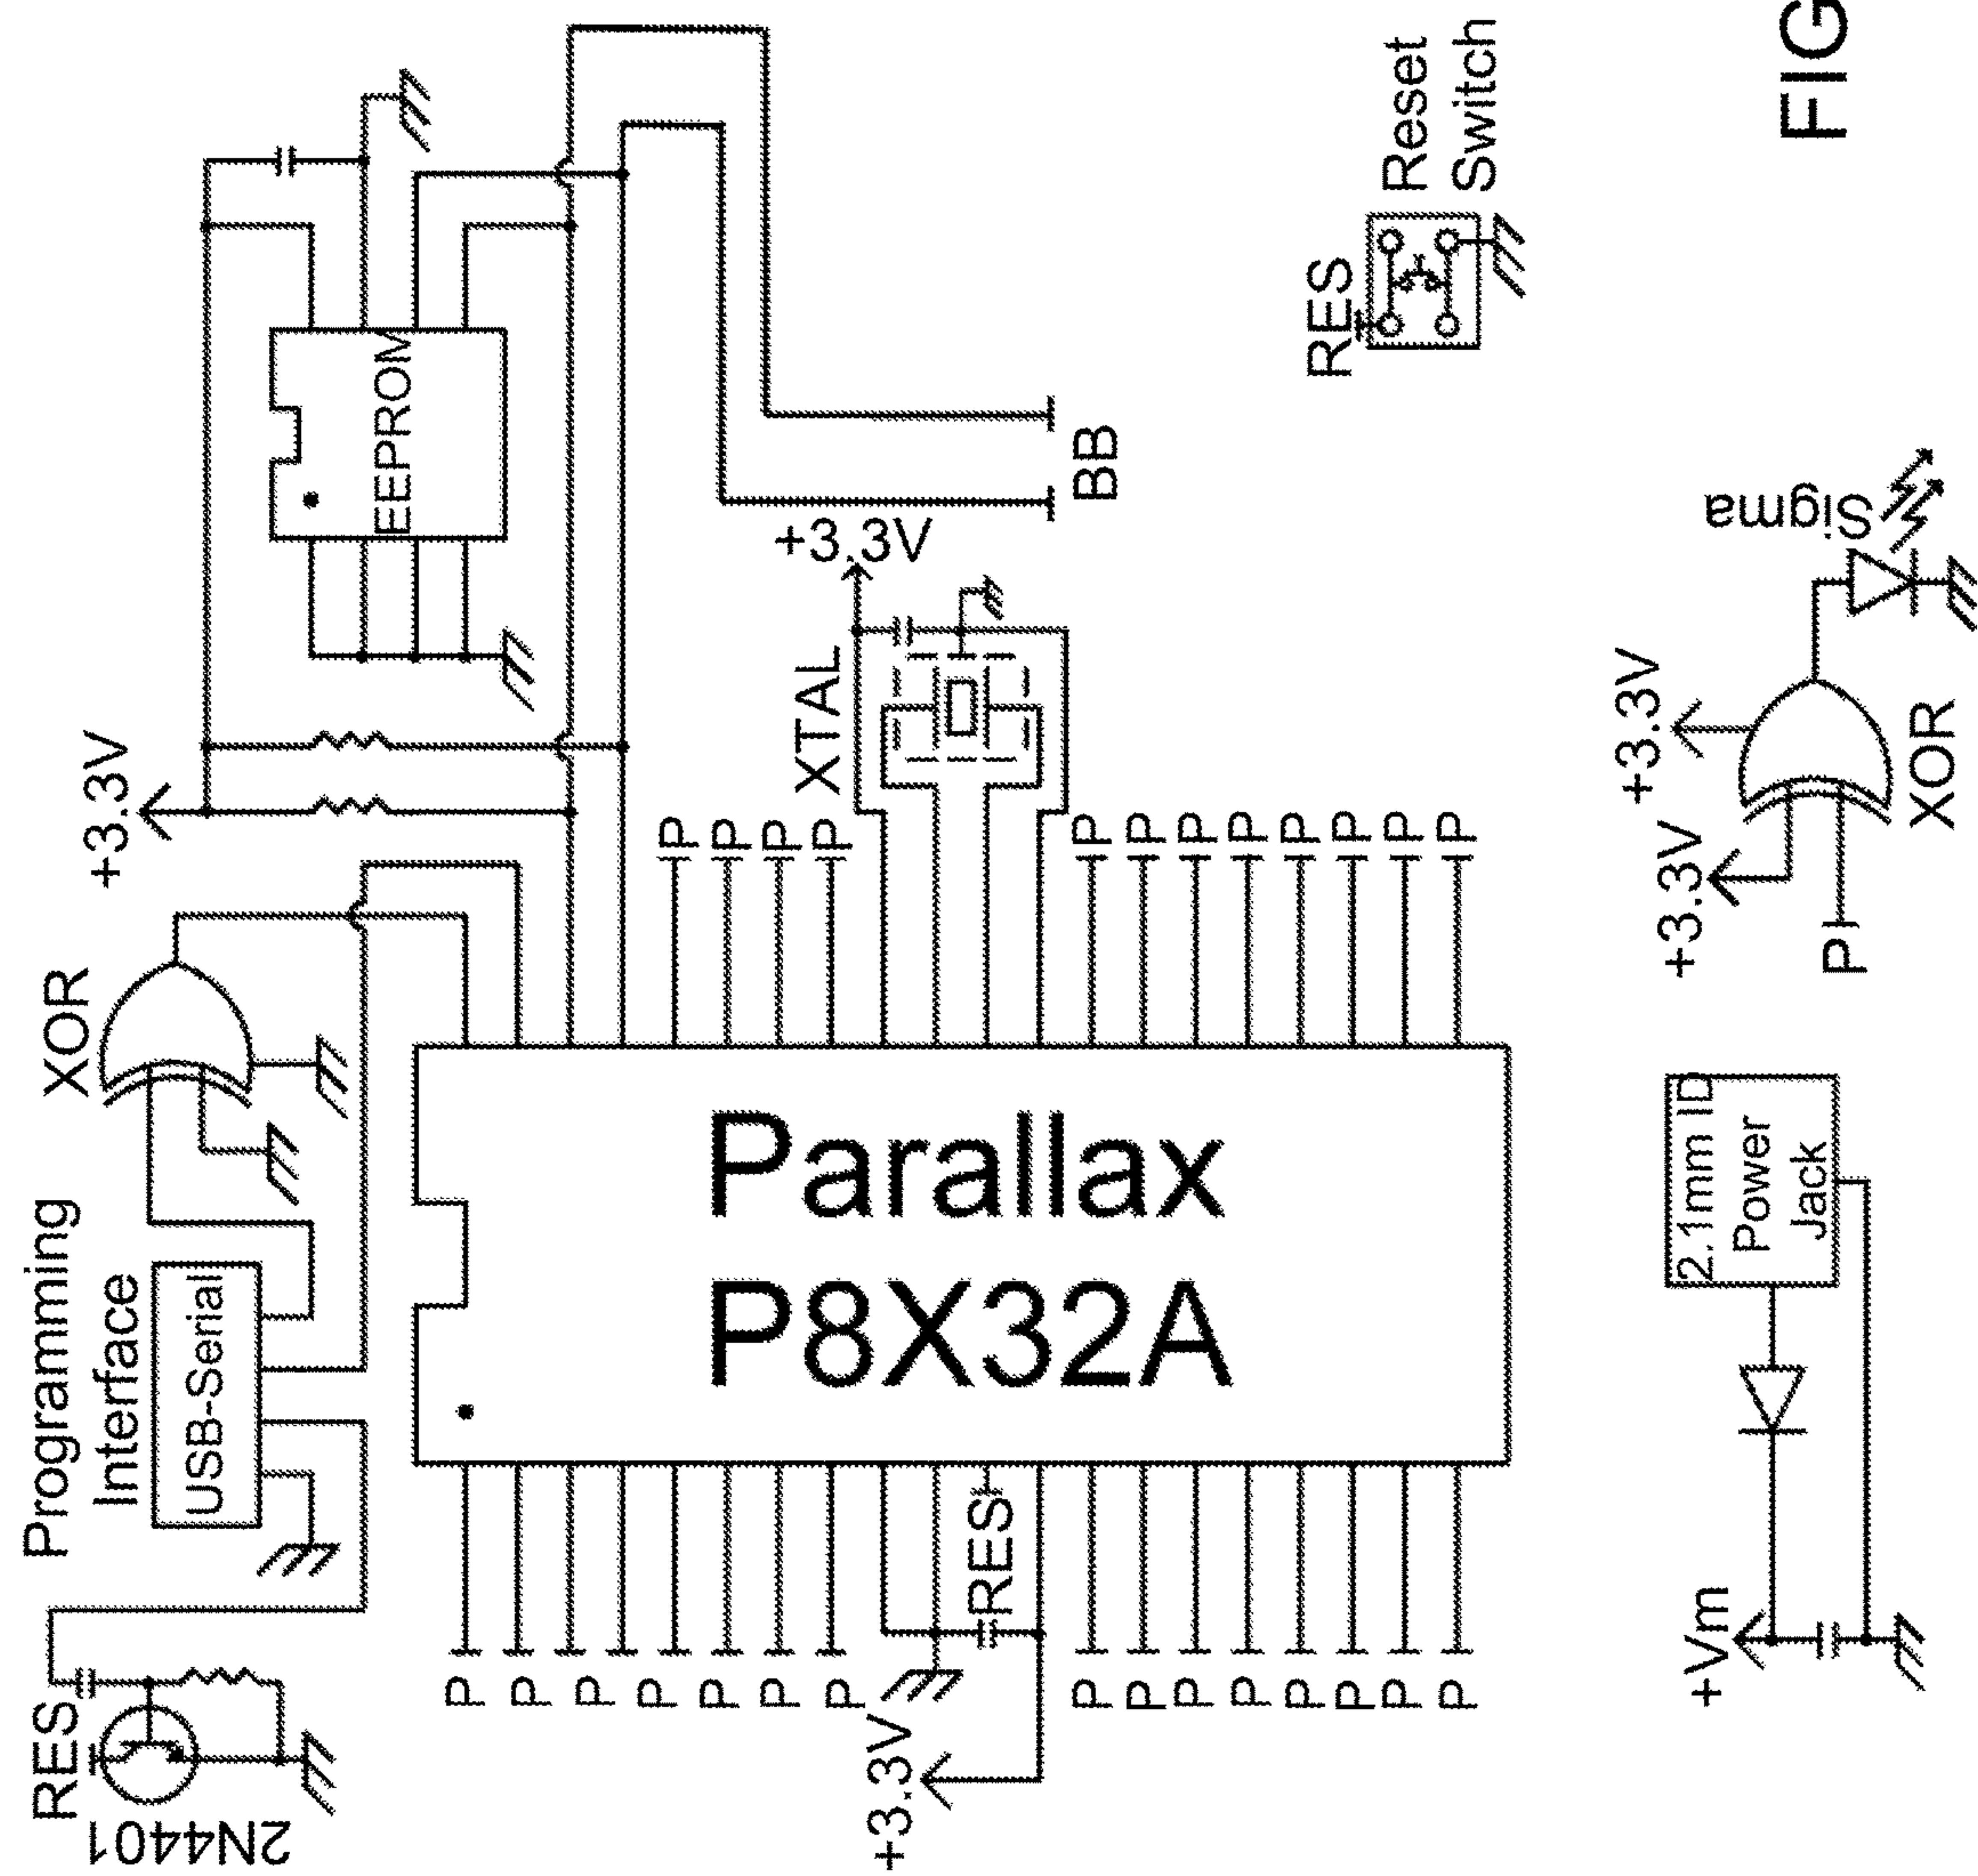 Programming
Interface
USB-Serial
RES
2N4401
XOR
+3.3V
EEPROM
BB
+3.3V
XTAL
P
P
P
P
P
P
P
P
P
P
P
P
Parallax
P8X32A
P
P
P
P
P
P
P
P
RES
+3.3V
P
P
P
P
P
P
P
P
RES
Reset
Switch
2.1mm ID
Power
Jack
+Vm
+3.3V
+3.3V
P
XOR
Sigma
FIG